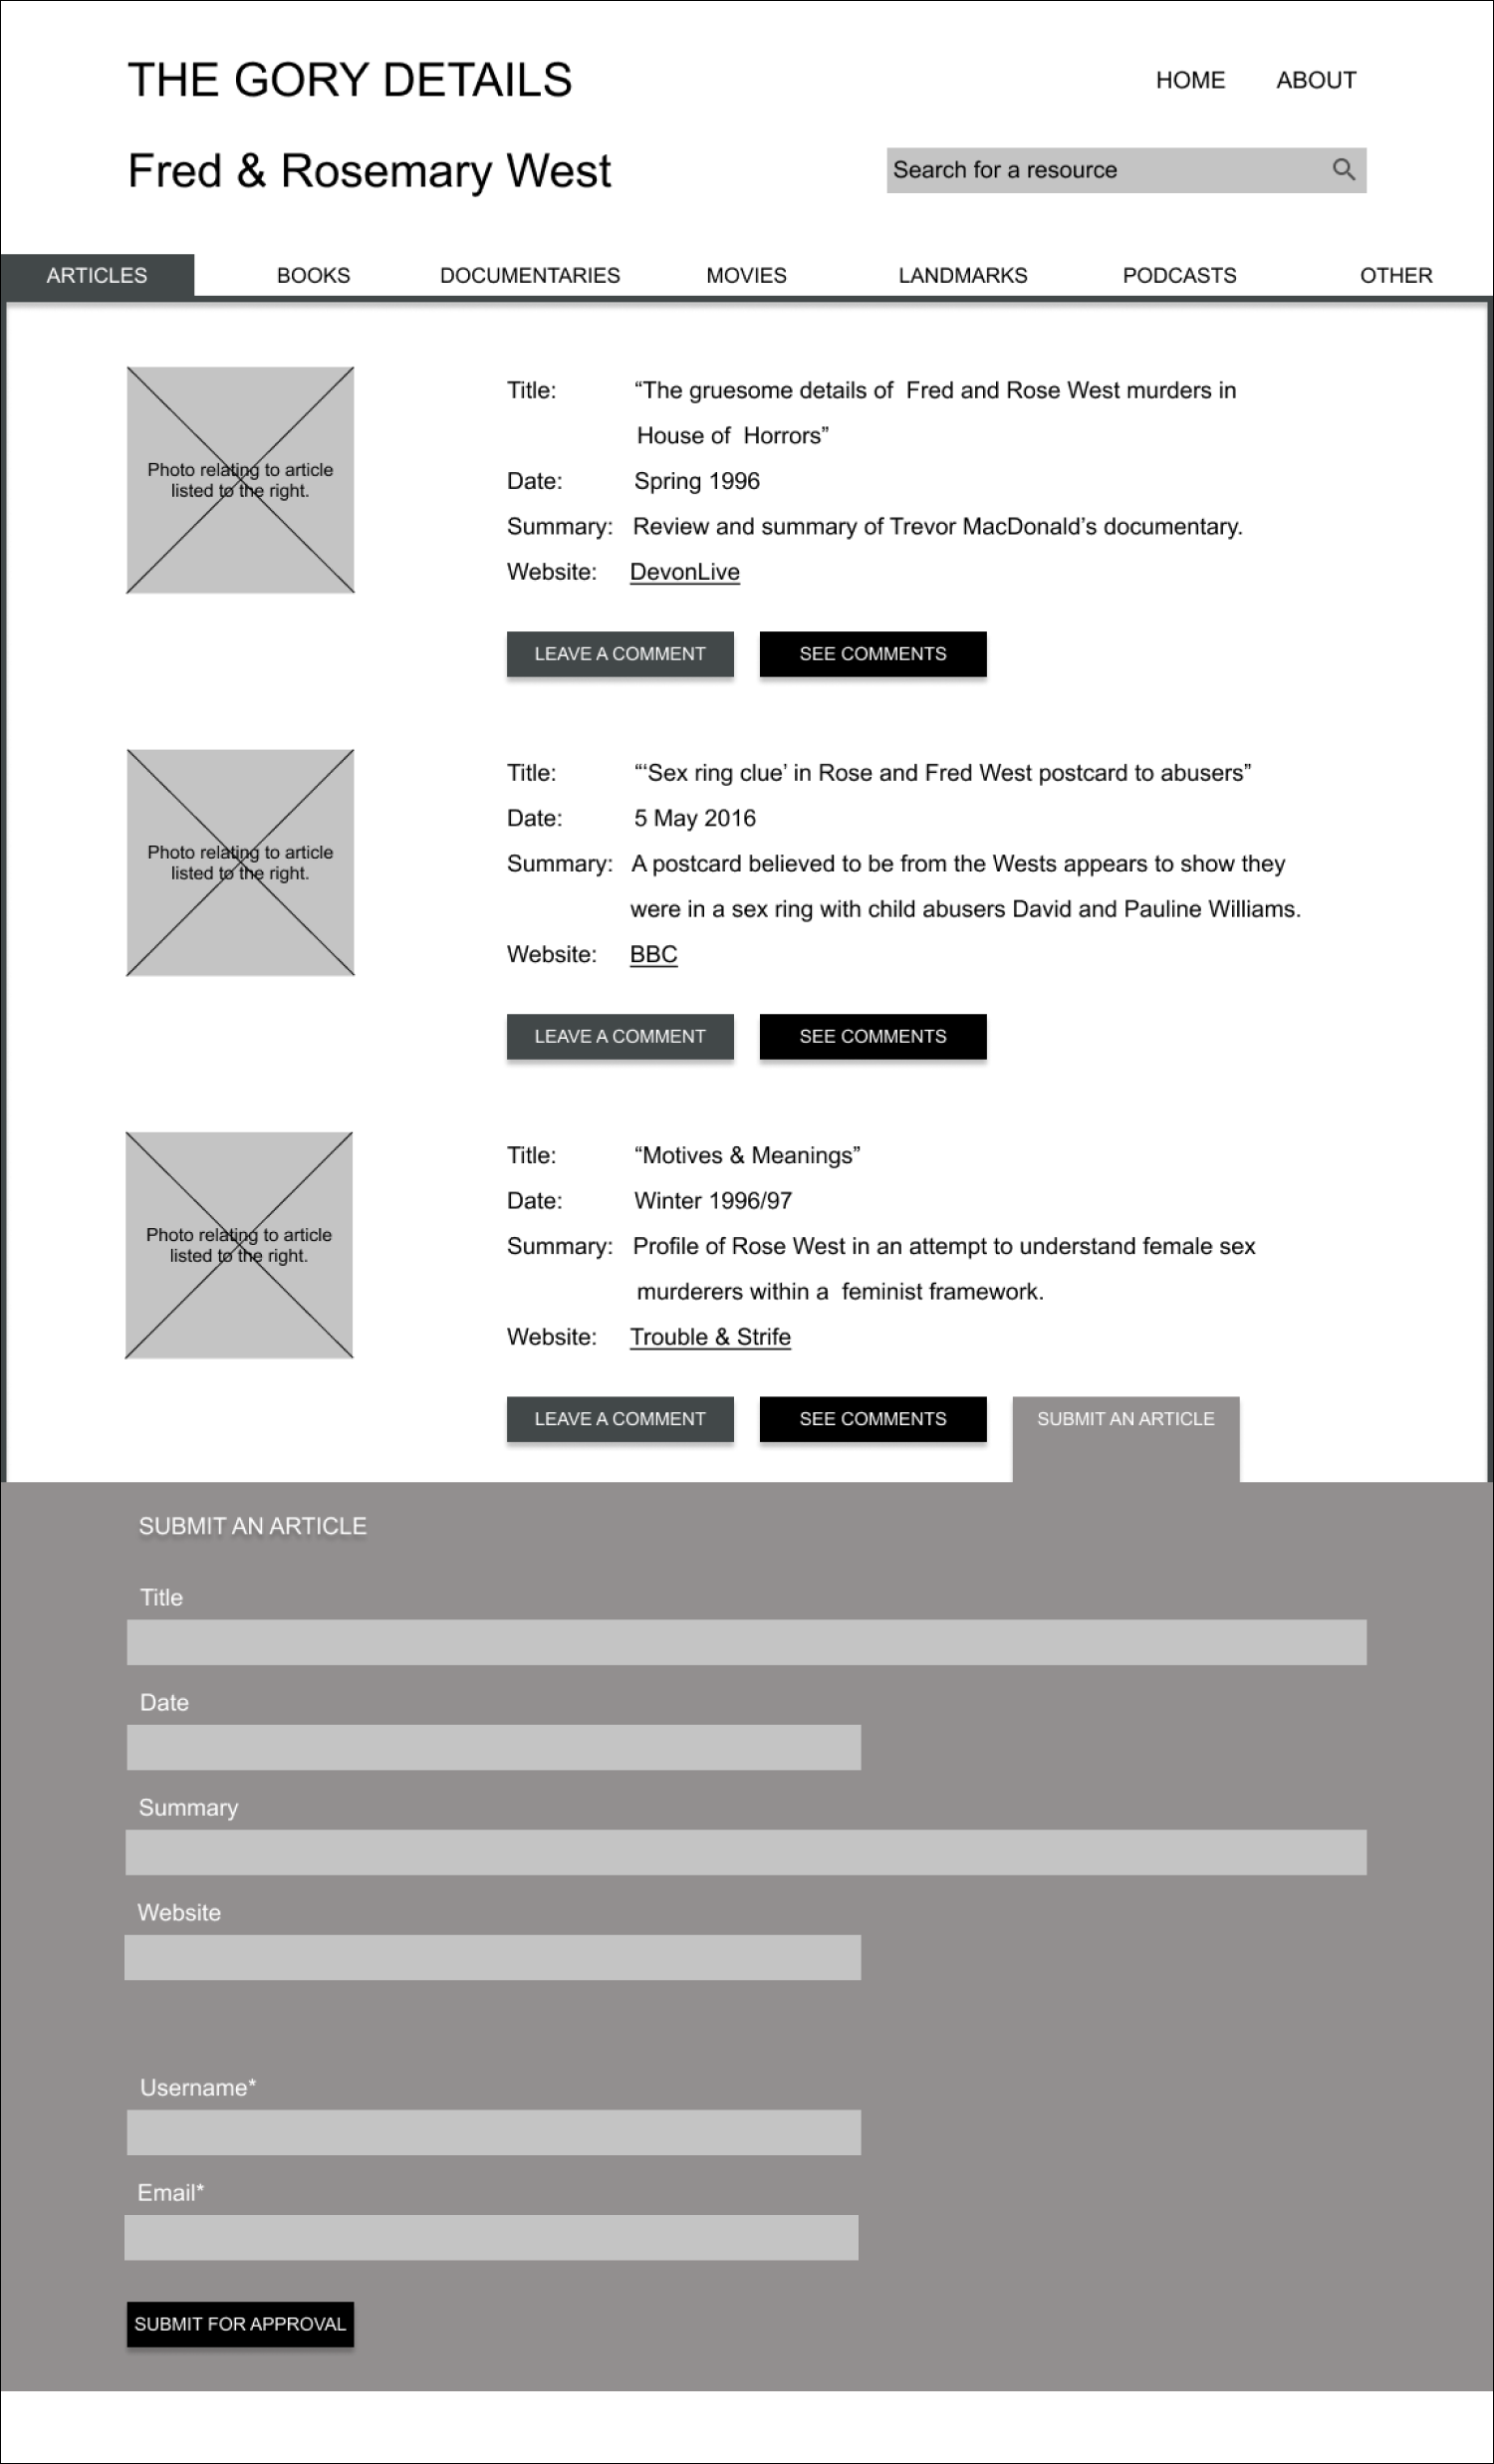 THE GORY DETAILS
HOME ABOUT
Fred & Rosemary West
Search for a resource
ARTICLES BOOKS DOCUMENTARIES MOVIES LANDMARKS PODCASTS OTHER
Photo relating to article
listed to the right.
Title: “The gruesome details of Fred and Rose West murders in
House of Horrors”
Date: Spring 1996
Summary: Review and summary of Trevor MacDonald’s documentary.
Website: DevonLive
LEAVE A COMMENT SEE COMMENTS
Photo relating to article
listed to the right.
Title: “‘Sex ring clue’ in Rose and Fred West postcard to abusers”
Date: 5 May 2016
Summary: A postcard believed to be from the Wests appears to show they
were in a sex ring with child abusers David and Pauline Williams.
Website: BBC
LEAVE A COMMENT SEE COMMENTS
Photo relating to article
listed to the right.
Title: “Motives & Meanings”
Date: Winter 1996/97
Summary: Profile of Rose West in an attempt to understand female sex
murderers within a feminist framework.
Website: Trouble & Strife
LEAVE A COMMENT SEE COMMENTS SUBMIT AN ARTICLE
SUBMIT AN ARTICLE
Title
Date
Summary
Website
Username*
Email*
SUBMIT FOR APPROVAL